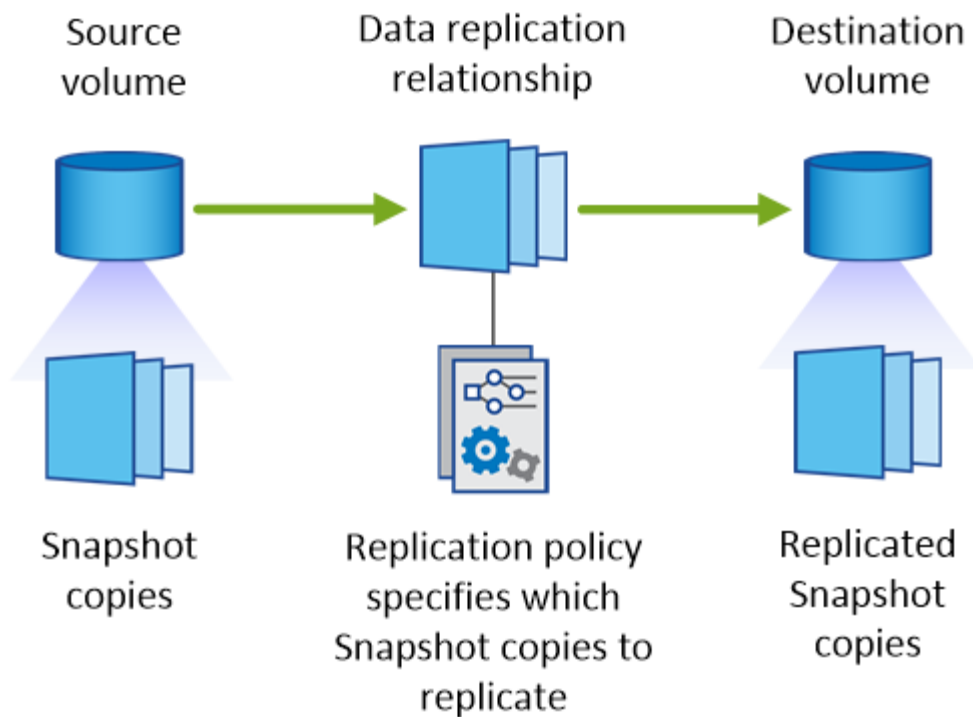 Source
volume
Data replication
relationship
Destination
volume
Snapshot
copies
Replication policy
specifies which
Snapshot copies to
replicate
Replicated
Snapshot
copies